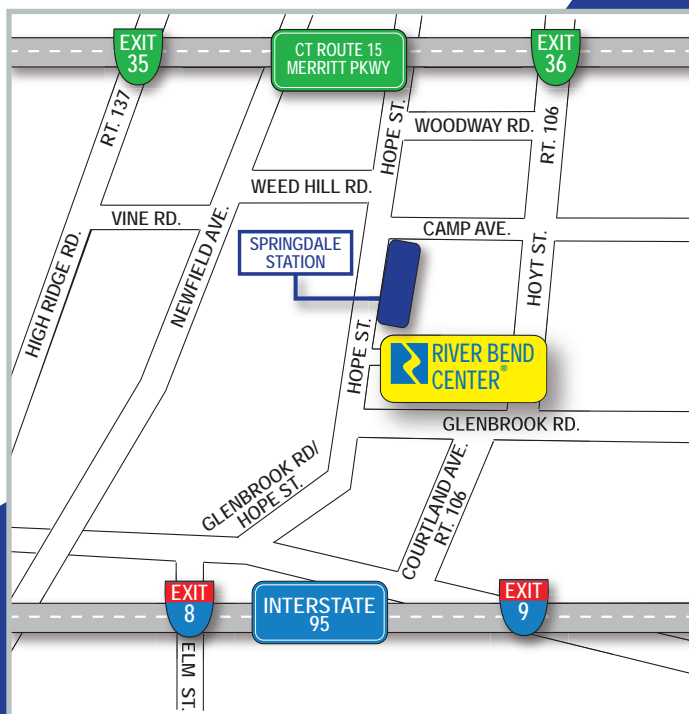 EXIT
35
CT ROUTE 15
MERRITT PKWY
EXIT
36
RT. 137
HOPE ST.
WOODWAY RD.
RT. 106
WEED HILL RD.
VINE RD.
NEWFIELD AVE.
CAMP AVE.
SPRINGDALE
STATION
HIGH RIDGE RD.
HOYT ST.
HOPE ST.
RIVER BEND
CENTER®
GLENBROOK RD.
GLENBROOK RD/
HOPE ST.
COURTLAND AVE.
RT. 106
EXIT
8
INTERSTATE
95
EXIT
9
ELM ST.